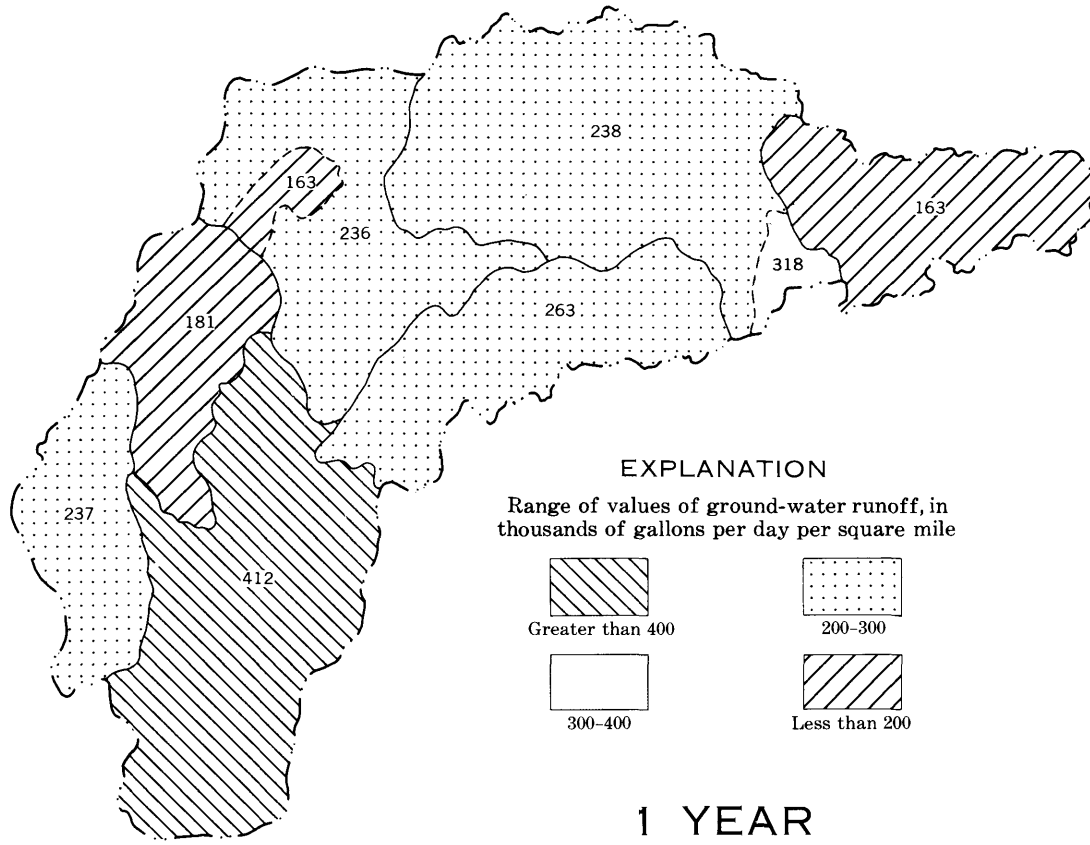 238
163
163
236
318
263
181
237
412
EXPLANATION
Range of values of ground-water runoff, in
thousands of gallons per day per square mile
Greater than 400
200–300
300–400
Less than 200
1 YEAR